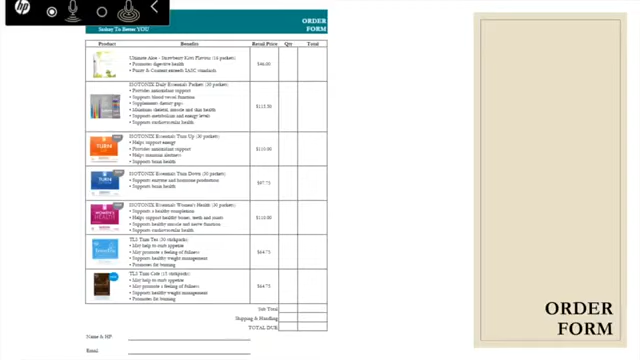 hp
ORDER
FORM
to Better YOU
Product Benefits Retail Price Qty Total
Ultimate Aloe - Strawberry Kiwi Flavour
• Promotes digestive health
• Purity & Content exceeds IASC standards
$46.00
ISOTONIX Daily Essentials Packets (30 packets)
• Provides antioxidant support
• Supports blood vessel function
• Supplements dietary gaps
• Maintains skeletal, muscle and skin health
• Supports metabolism and energy levels
• Supports cardiovascular health
ISOTONIX Essentials Turn Up (30 packets)
• Helps support energy
• Provides antioxidant support
• Helps maintain alertness
• Supports brain health
$110.00
ISOTONIX Essentials Turn Down (30 packets)
• Supports enzyme and hormone productions
• Supports brain health
$97.75
ISOTONIX Essentials Women's Health (30 packets)
• Supports a healthy complexion
• Helps support healthy bones, teeth and joints
• Supports healthy muscle and nerve function
• Supports cardiovascular health
$110.00
TLS Trim Tea (30 stickpacks)
• May help to curb appetite
• May promote a feeling of fullness
• Supports healthy weight management
• Promotes fat burning
$64.75
TLS Trim Cafe (15 stickpacks)
• May help to curb appetite
• May promote a feeling of fullness
• Supports healthy weight management
• Promotes fat burning
$64.75
Sub Total
Shipping & Handling
TOTAL DUE
Name & HP:
Email
ORDER
FORM